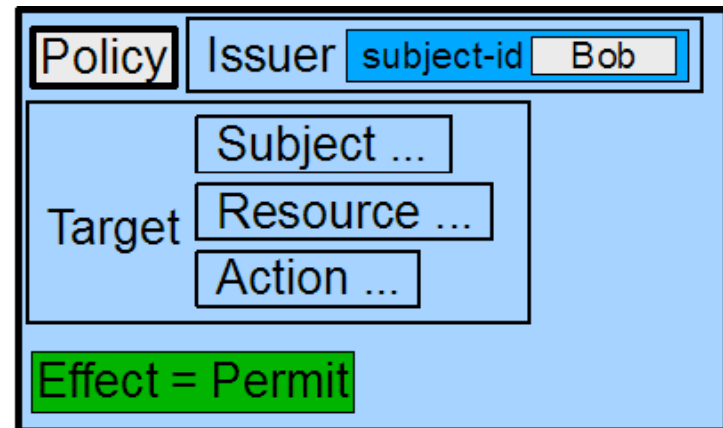 Policy Issuer subject-id Bob
Subject ...
Target Resource ...
Action ...
Effect = Permit